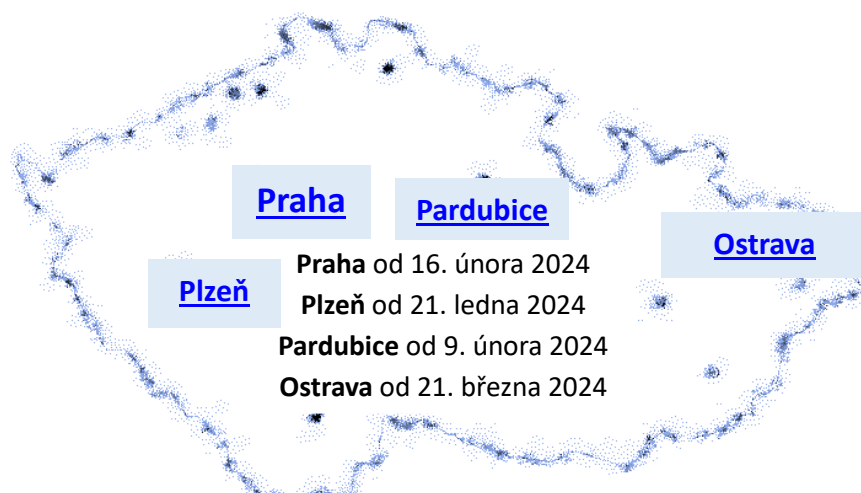 Praha
Pardubice
Ostrava
Plzeň
Praha od 16. února 2024
Plzeň od 21. ledna 2024
Pardubice od 9. února 2024
Ostrava od 21. března 2024